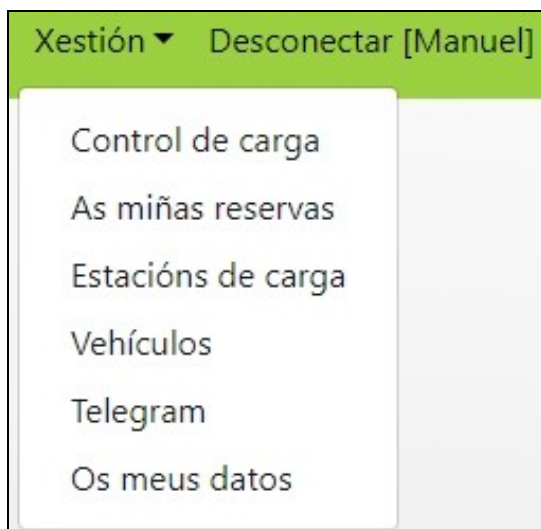 Xestión Desconectar [Manuel]
Control de carga
As miñas reservas
Estacións de carga
Vehículos
Telegram
Os meus datos